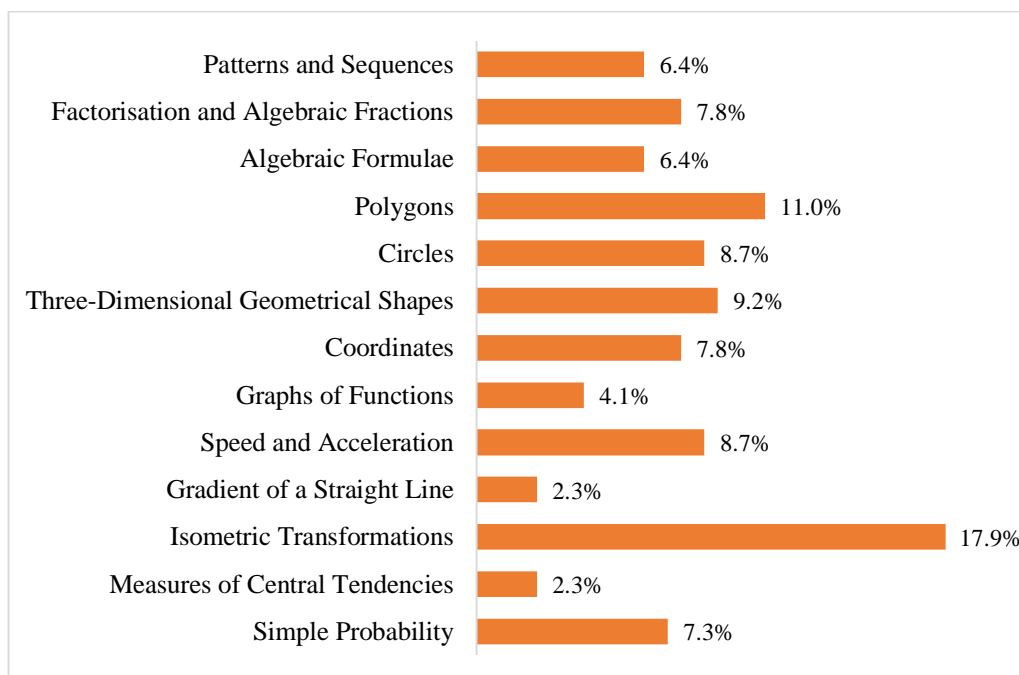 Patterns and Sequences 6.4%
Factorisation and Algebraic Fractions 7.8%
Algebraic Formulae 6.4%
Polygons 11.0%
Circles 8.7%
Three-Dimensional Geometrical Shapes 9.2%
Coordinates 7.8%
Graphs of Functions 4.1%
Speed and Acceleration 8.7%
Gradient of a Straight Line 2.3%
Isometric Transformations 17.9%
Measures of Central Tendencies 2.3%
Simple Probability 7.3%